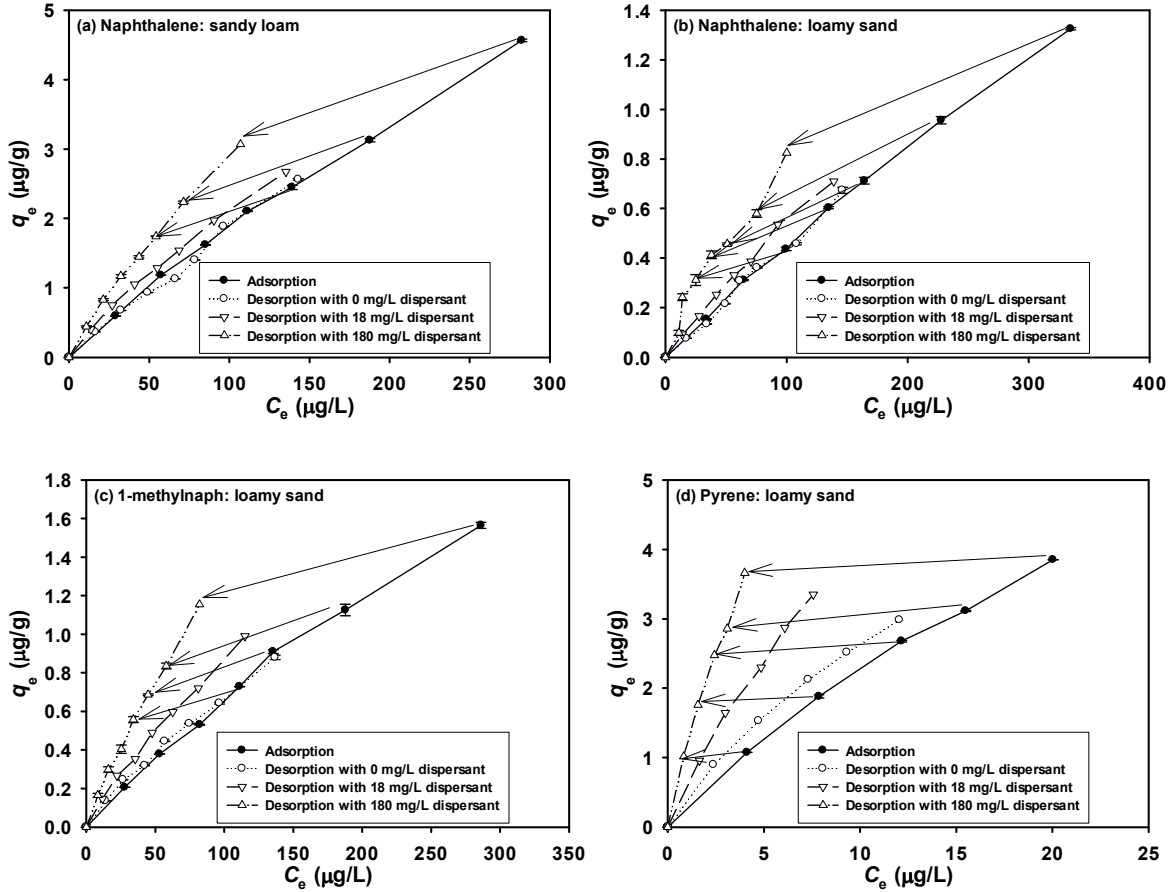 (a) Naphthalene: sandy loam
5
4
3
2
1
0
qe (µg/g)
0 50 100 150 200 250 300
Ce (µg/L)
Adsorption
Desorption with 0 mg/L dispersant
Desorption with 18 mg/L dispersant
Desorption with 180 mg/L dispersant
(b) Naphthalene: loamy sand
1.4
1.2
1.0
0.8
0.6
0.4
0.2
0.0
qe (µg/g)
0 100 200 300 400
Ce (µg/L)
Adsorption
Desorption with 0 mg/L dispersant
Desorption with 18 mg/L dispersant
Desorption with 180 mg/L dispersant
(c) 1-methylnaph: loamy sand
1.8
1.6
1.4
1.2
1.0
0.8
0.6
0.4
0.2
0.0
qe (µg/g)
0 50 100 150 200 250 300 350
Ce (µg/L)
Adsorption
Desorption with 0 mg/L dispersant
Desorption with 18 mg/L dispersant
Desorption with 180 mg/L dispersant
(d) Pyrene: loamy sand
5
4
3
2
1
0
qe (µg/g)
0 5 10 15 20 25
Ce (µg/L)
Adsorption
Desorption with 0 mg/L dispersant
Desorption with 18 mg/L dispersant
Desorption with 180 mg/L dispersant